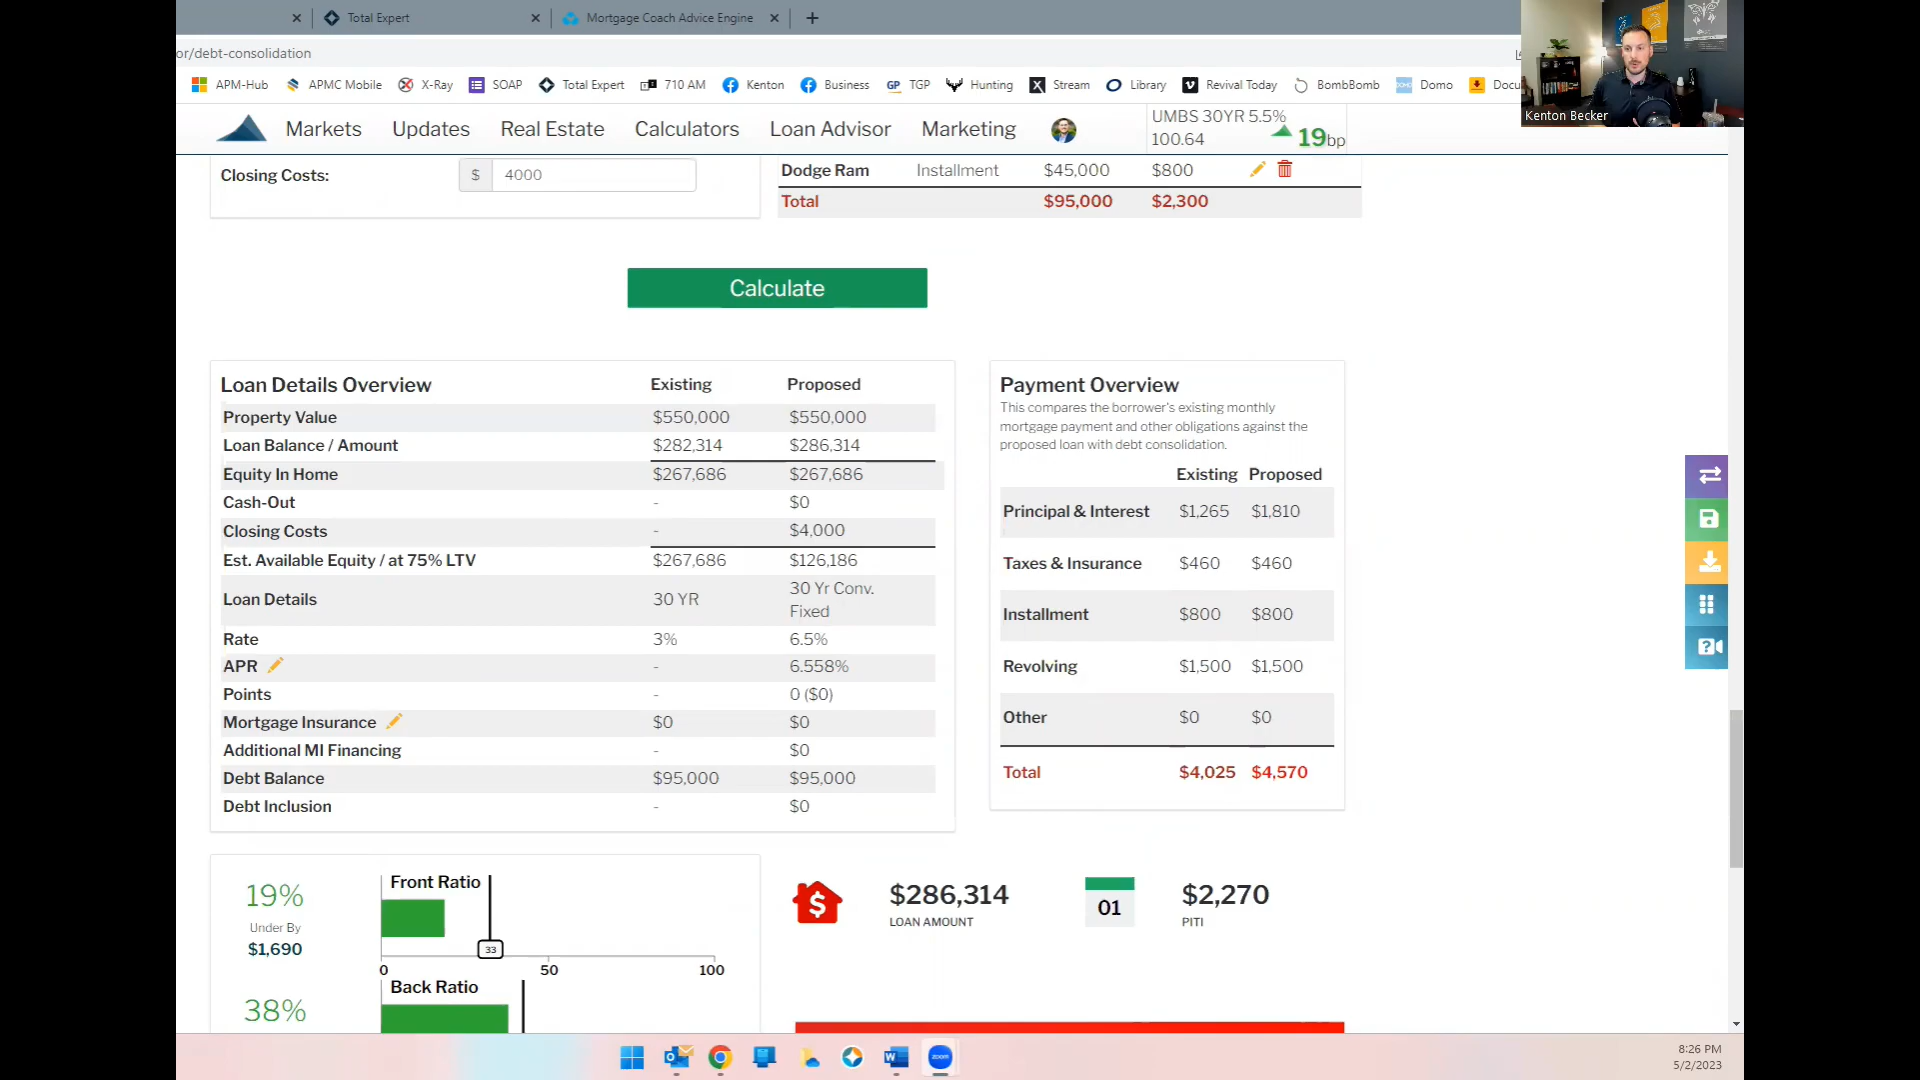 Total Expert
Mortgage Coach Advice Engine
or/debt-consolidation
APM-Hub APMC Mobile X-Ray SOAP Total Expert 710 AM Kenton Business TGP Hunting Stream Library Revival Today BombBomb Domo
Kenton Becker
Markets Updates Real Estate Calculators Loan Advisor Marketing
UMBS 30YR 5.5%
100.64 19bp
Closing Costs: $ 4000
Dodge Ram Installment $45,000 $800
Total $95,000 $2,300
Calculate
Loan Details Overview Existing Proposed
Property Value $550,000 $550,000
Loan Balance / Amount $282,314 $286,314
Equity In Home $267,686 $267,686
Cash-Out - $0
Closing Costs - $4,000
Est. Available Equity / at 75% LTV $267,686 $126,186
Loan Details 30 YR 30 Yr Conv.
Fixed
Rate 3% 6.5%
APR - 6.558%
Points - 0 ($0)
Mortgage Insurance $0 $0
Additional MI Financing - $0
Debt Balance $95,000 $95,000
Debt Inclusion - $0
Payment Overview
This compares the borrower's existing monthly
mortgage payment and other obligations against the
proposed loan with debt consolidation.
Existing Proposed
Principal & Interest $1,265 $1,810
Taxes & Insurance $460 $460
Installment $800 $800
Revolving $1,500 $1,500
Other $0 $0
Total $4,025 $4,570
19%
Under By
$1,690
Front Ratio
33
0 50 100
38%
Back Ratio
$286,314
LOAN AMOUNT
01
$2,270
PITI
8:26 PM
5/2/2023